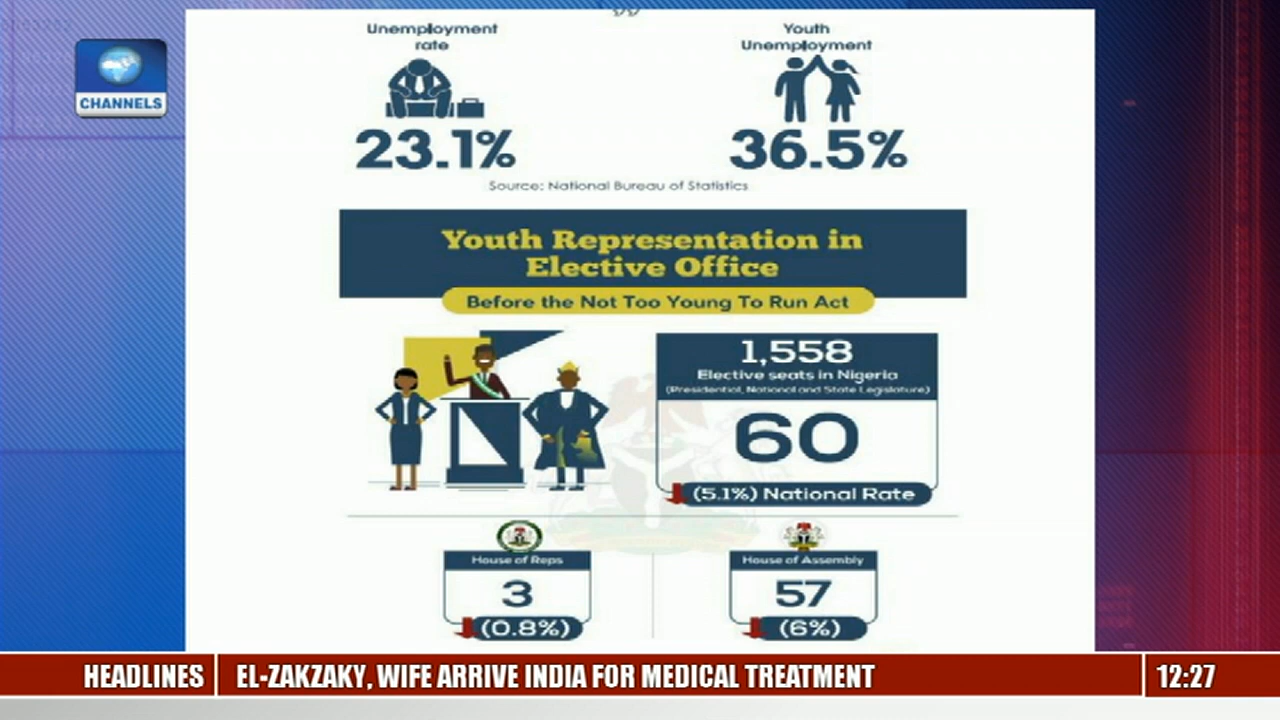 CHANNELS
Unemployment
rate
23.1%
Youth
Unemployment
36.5%
Source: National Bureau of Statistics
Youth Representation in
Elective Office
Before the Not Too Young To Run Act
1,558
Elective seats in Nigeria
(Presidential, National and State Legislature)
60
(5.1%) National Rate
House of Reps
3
(0.8%)
House of Assembly
57
(6%)
HEADLINES
EL-ZAKZAKY, WIFE ARRIVE INDIA FOR MEDICAL TREATMENT
12:27